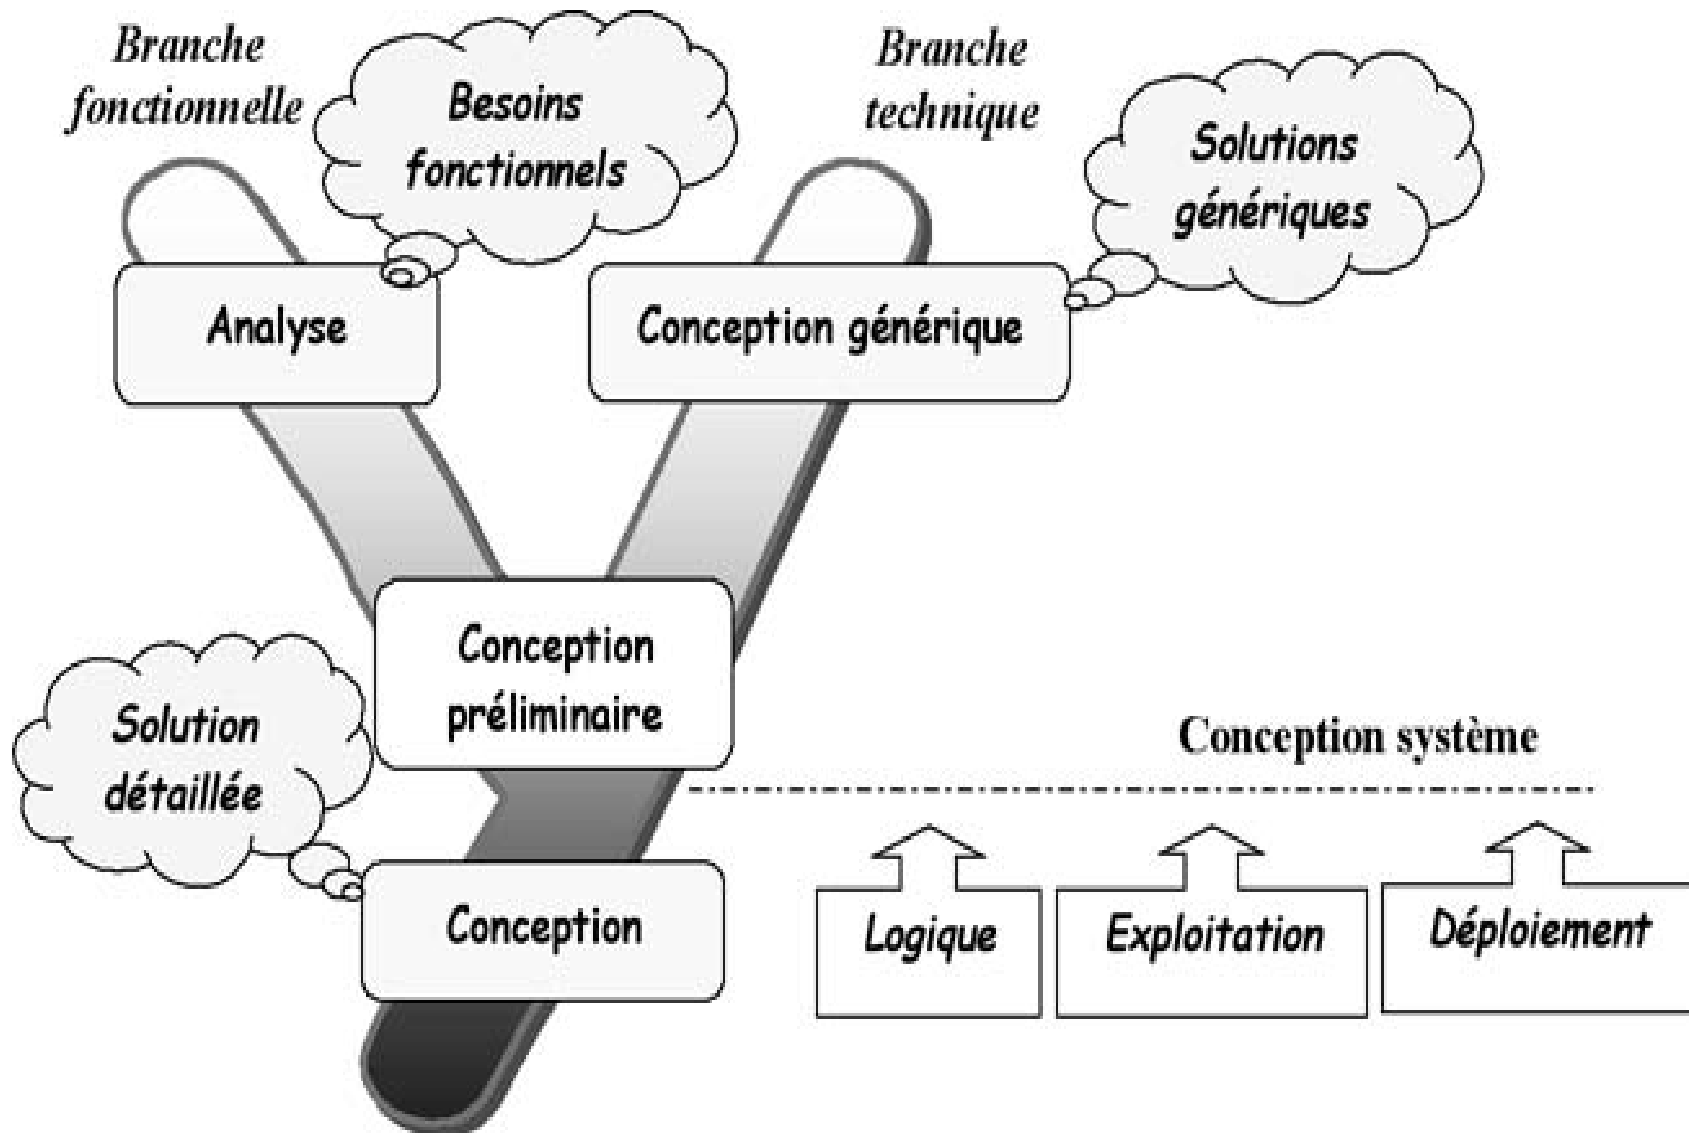 Branche
fonctionnelle
Besoins
fonctionnels
Branche
technique
Solutions
génériques
Analyse
Conception générique
Conception
préliminaire
Solution
détaillée
Conception système
Conception
Logique
Exploitation
Déploiement